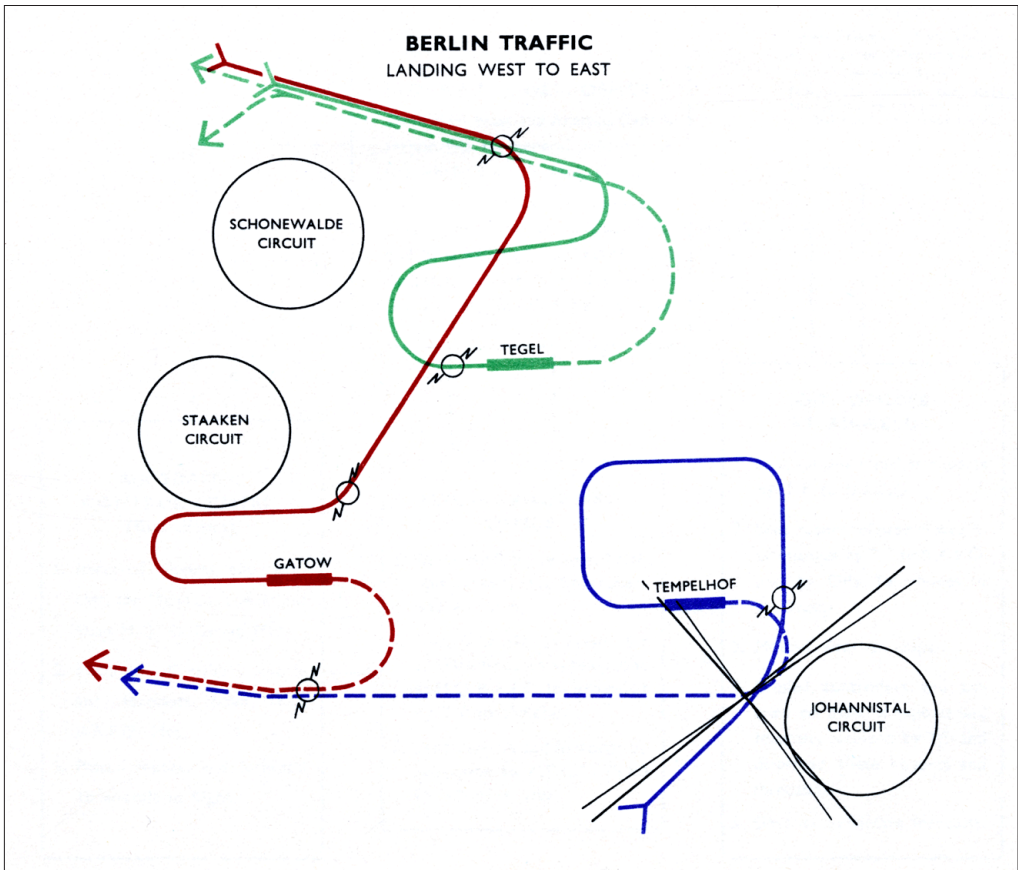 BERLIN TRAFFIC
LANDING WEST TO EAST
SCHONEWALDE
CIRCUIT
TEGEL
STAAKEN
CIRCUIT
GATOW
TEMPELHOF
JOHANNISTAL
CIRCUIT
N
N
N
N
N
N
N
N
N
N